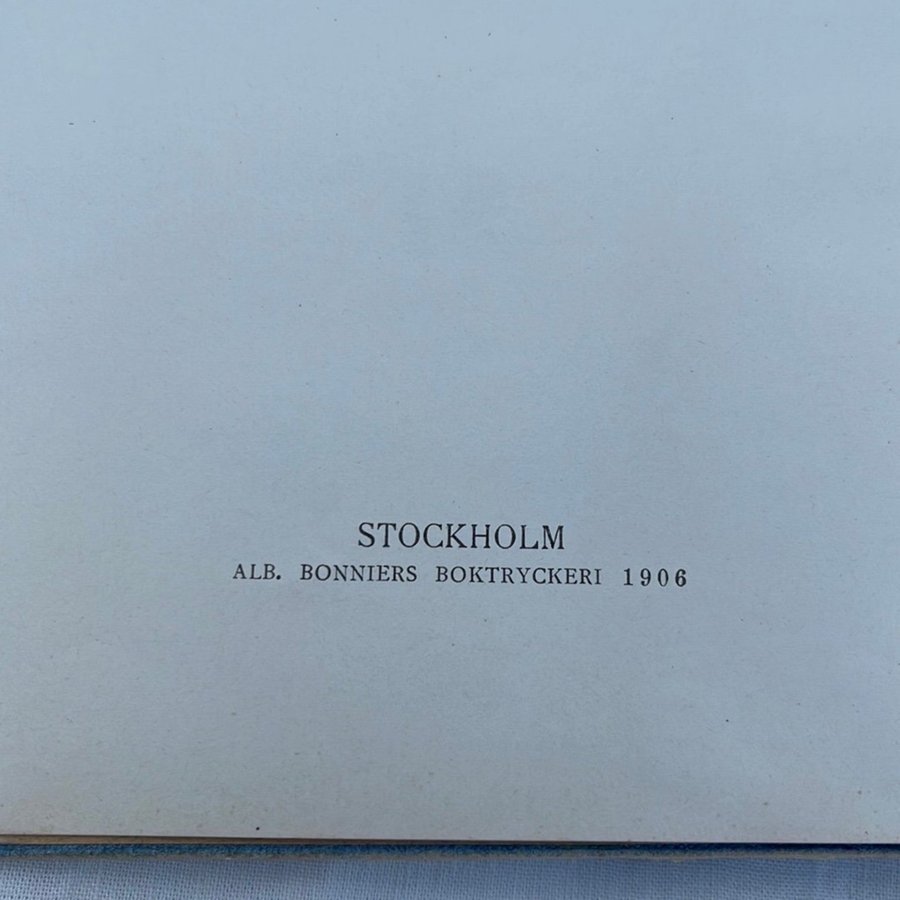 STOCKHOLM
ALB. BONNIERS BOKTRYCKERI 1906